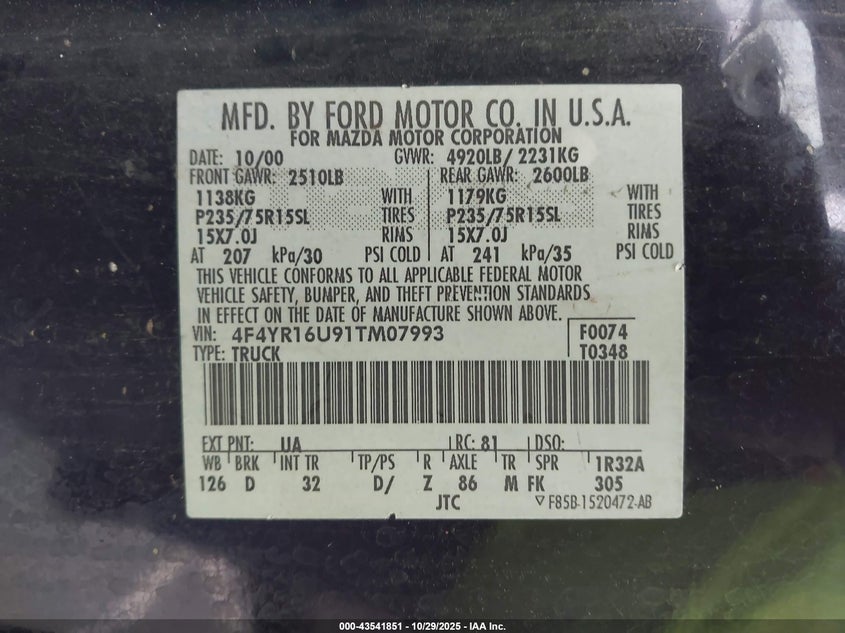 MFD. BY FORD MOTOR CO. IN U.S.A.
FOR MAZDA MOTOR CORPORATION
DATE: 10/00 GVWR: 4920LB/ 2231KG
FRONT GAWR: 2510LB REAR GAWR: 2600LB
1138KG WITH 1179KG WITH
P235/75R15SL TIRES P235/75R15SL TIRES
15X7.0J RIMS 15X7.0J RIMS
AT 207 kPa/30 PSI COLD AT 241 kPa/35 PSI COLD
THIS VEHICLE CONFORMS TO ALL APPLICABLE FEDERAL MOTOR
VEHICLE SAFETY, BUMPER, AND THEFT PREVENTION STANDARDS
IN EFFECT ON THE DATE OF MANUFACTURE SHOWN ABOVE.
VIN: 4F4YR16U91TM07993 F0074
TYPE: TRUCK T0348
EXT PNT: UA RC: 81 DSO:
WB BRK INT TR TP/PS R AXLE TR SPR 1R32A
126 D 32 D/ Z 86 M FK 305
JTC F85B-1520472-AB
000-43541851 - 10/29/2025 - IAA Inc.